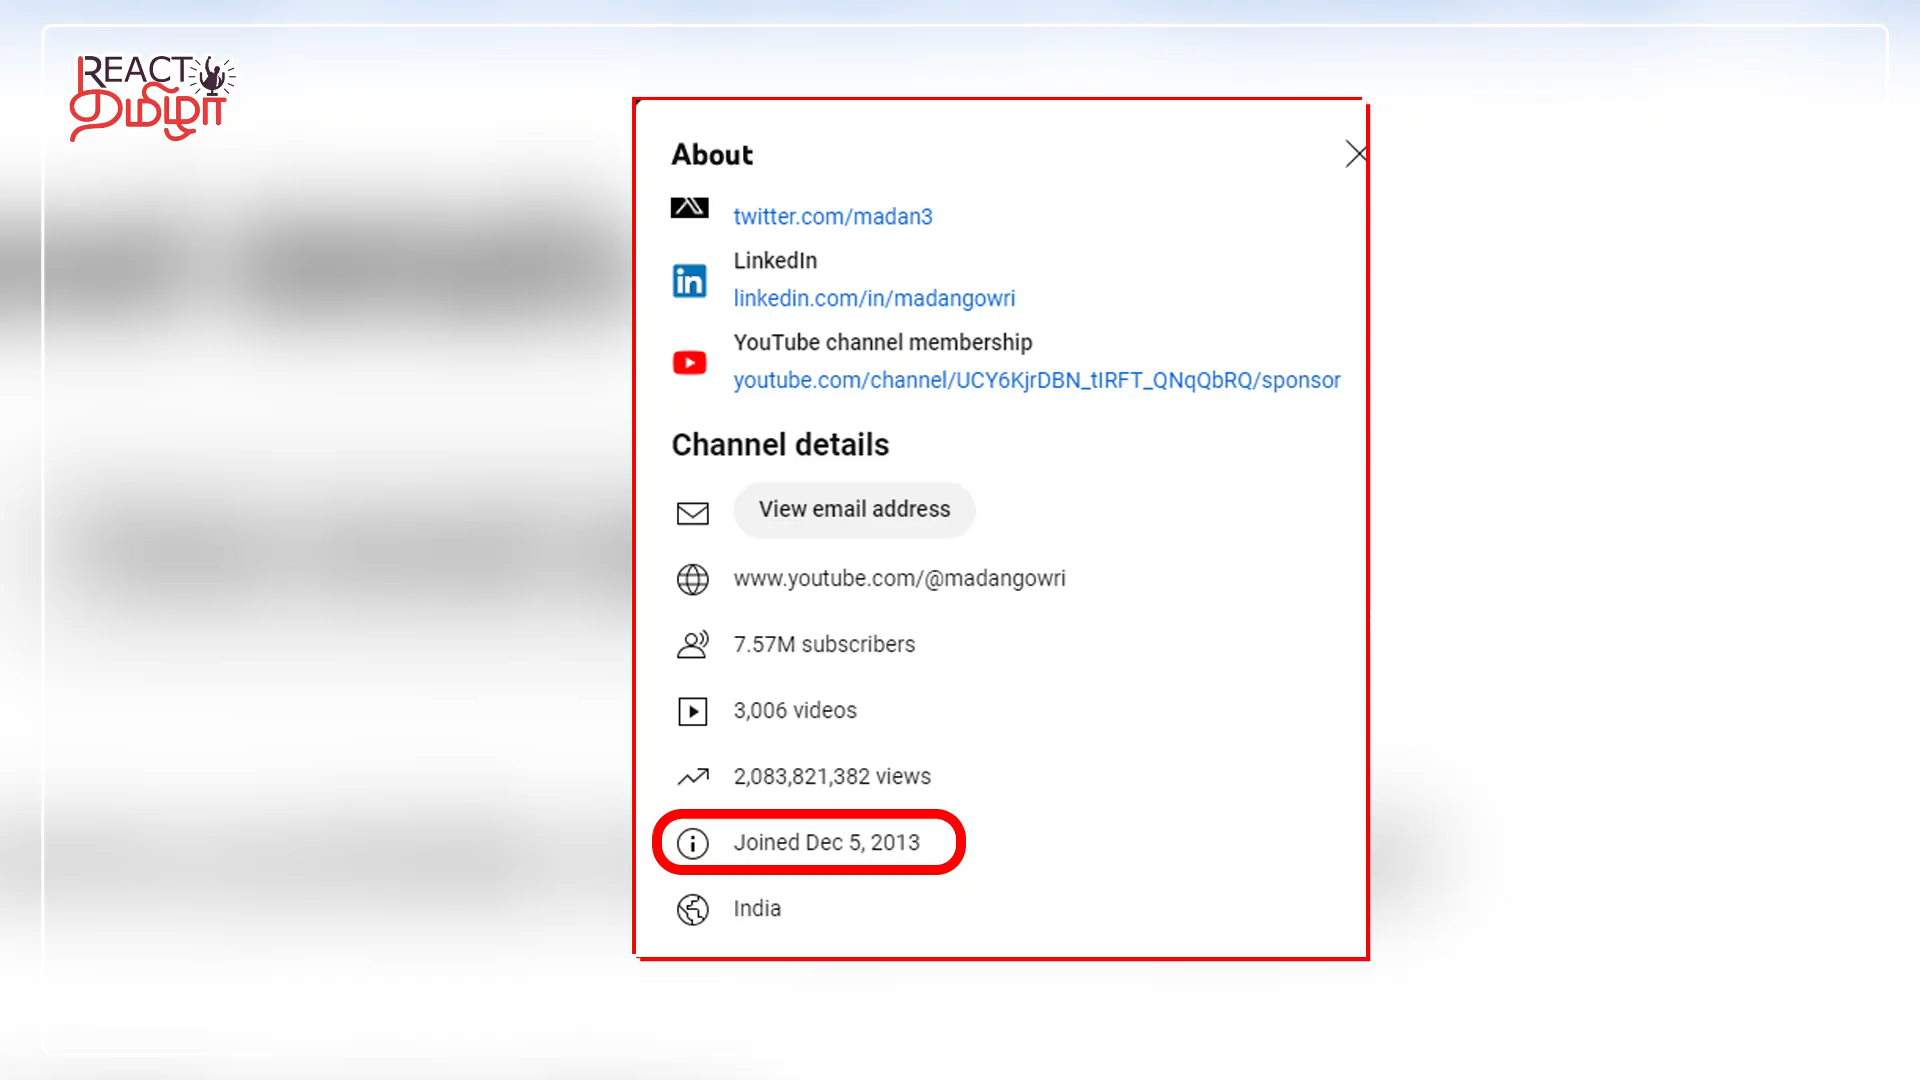 REACT
தமிழா
About
twitter.com/madan3
LinkedIn
linkedin.com/in/madangowri
YouTube channel membership
youtube.com/channel/UCY6KjrDBN_tIRFT_QNqQbRQ/sponsor
Channel details
View email address
www.youtube.com/@madangowri
7.57M subscribers
3,006 videos
2,083,821,382 views
Joined Dec 5, 2013
India